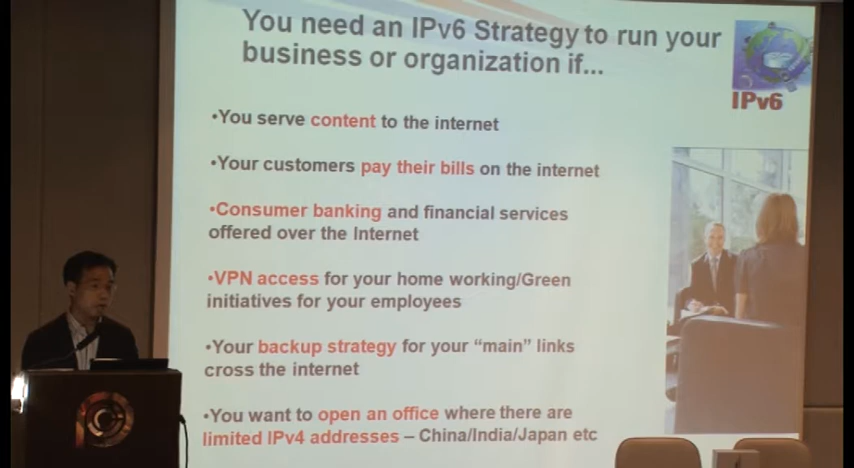 You need an IPv6 Strategy to run your
business or organization if...
IPv6
•You serve content to the internet
•Your customers pay their bills on the internet
•Consumer banking and financial services
offered over the Internet
•VPN access for your home working/Green
initiatives for your employees
•Your backup strategy for your “main” links
cross the internet
•You want to open an office where there are
limited IPv4 addresses – China/India/Japan etc